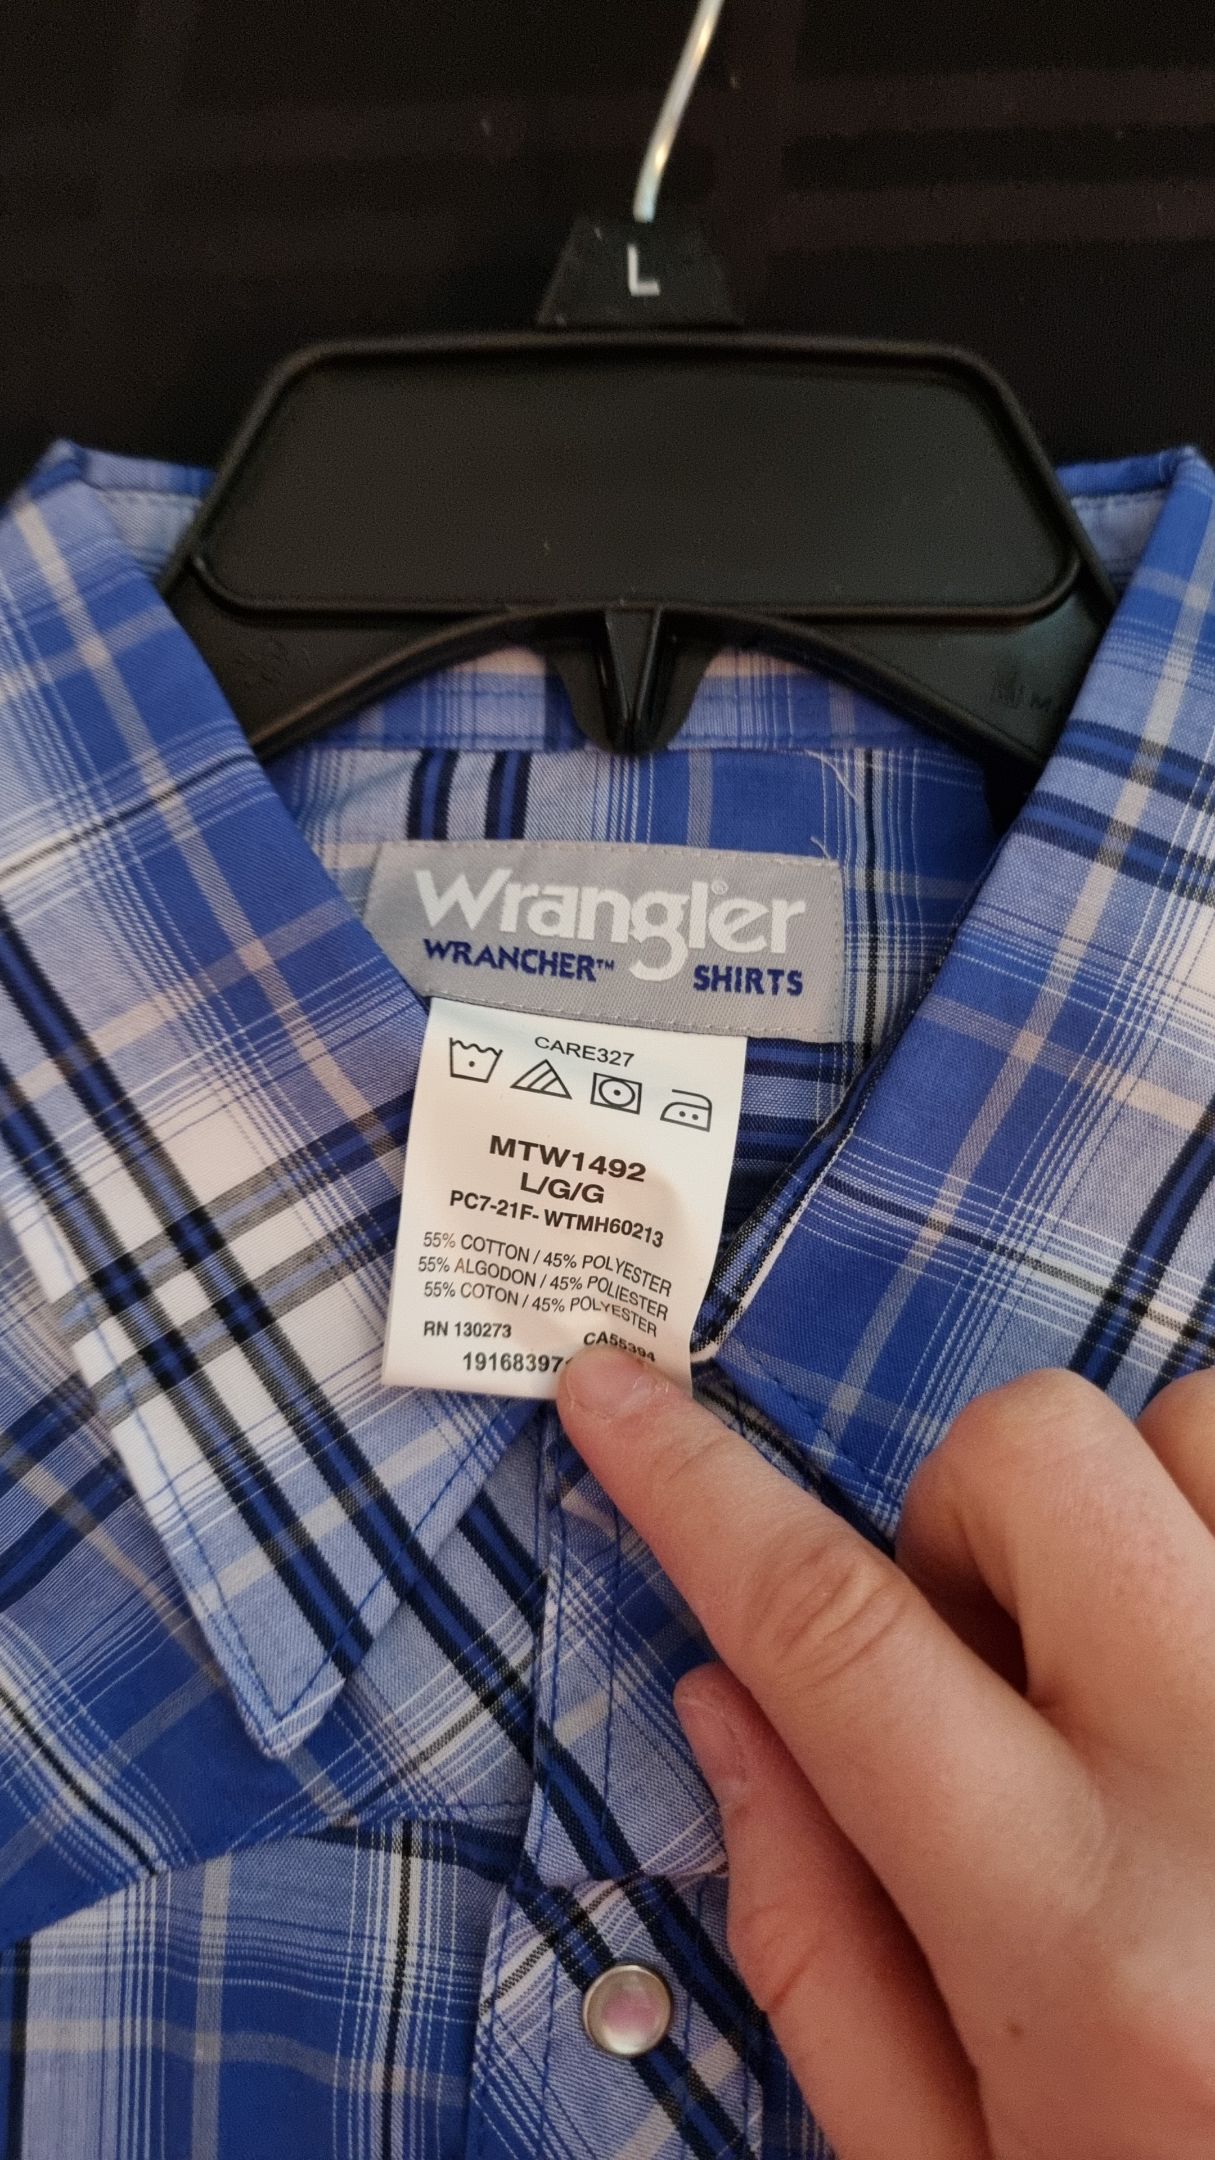 L
Wrangler®
WRANCHER™ SHIRTS
CARE327
MTW1492
L/G/G
PC7-21F-WTMH60213
55% COTTON / 45% POLYESTER
55% ALGODON / 45% POLIESTER
55% COTON / 45% POLYESTER
RN 130273 CA55394